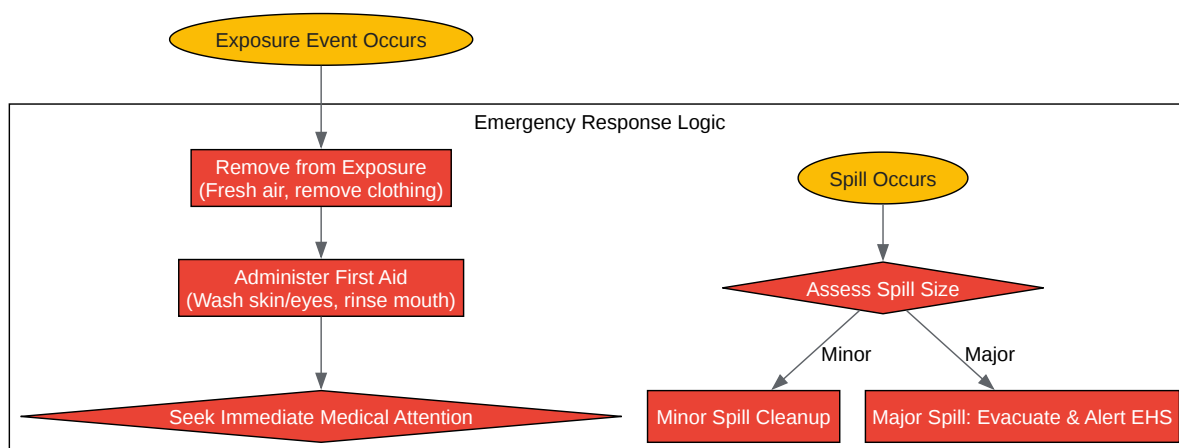 Exposure Event Occurs
Emergency Response Logic
Remove from Exposure
(Fresh air, remove clothing)
Administer First Aid
(Wash skin/eyes, rinse mouth)
Seek Immediate Medical Attention
Spill Occurs
Assess Spill Size
Minor
Major
Minor Spill Cleanup
Major Spill: Evacuate & Alert EHS